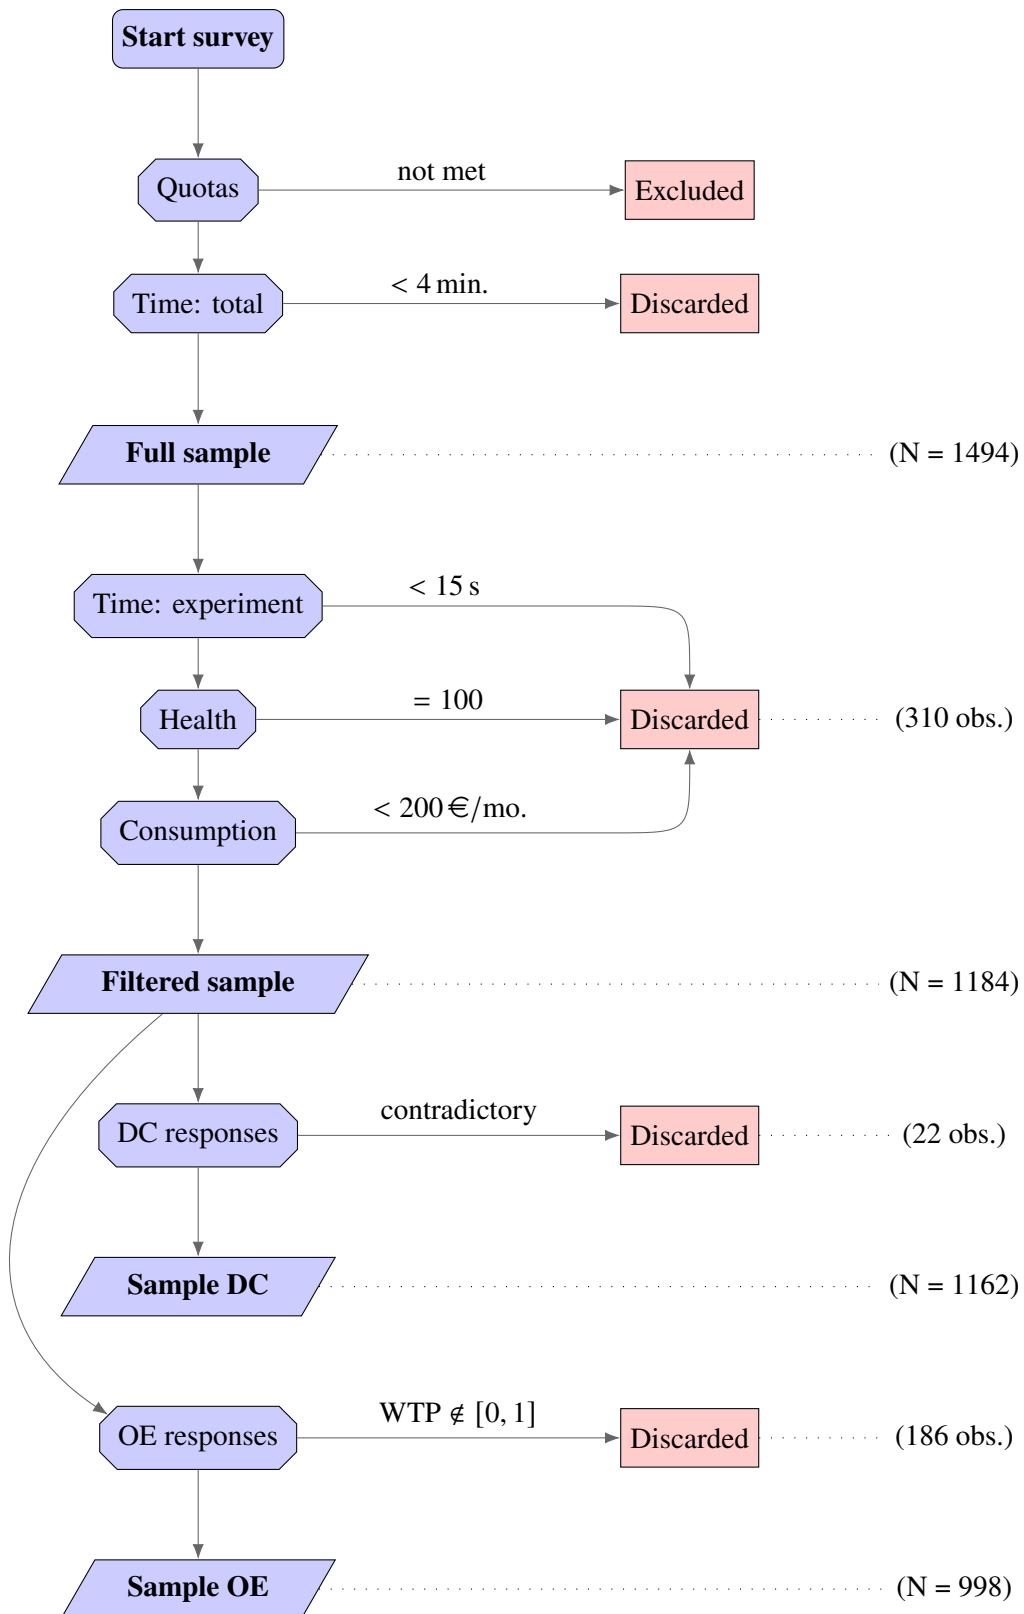 Start survey
Quotas
not met
Excluded
Time: total
< 4 min.
Discarded
Full sample
(N = 1494)
Time: experiment
< 15 s
Health
= 100
Discarded
(310 obs.)
Consumption
< 200 €/mo.
Filtered sample
(N = 1184)
DC responses
contradictory
Discarded
(22 obs.)
Sample DC
(N = 1162)
OE responses
WTP ∉ [0, 1]
Discarded
(186 obs.)
Sample OE
(N = 998)